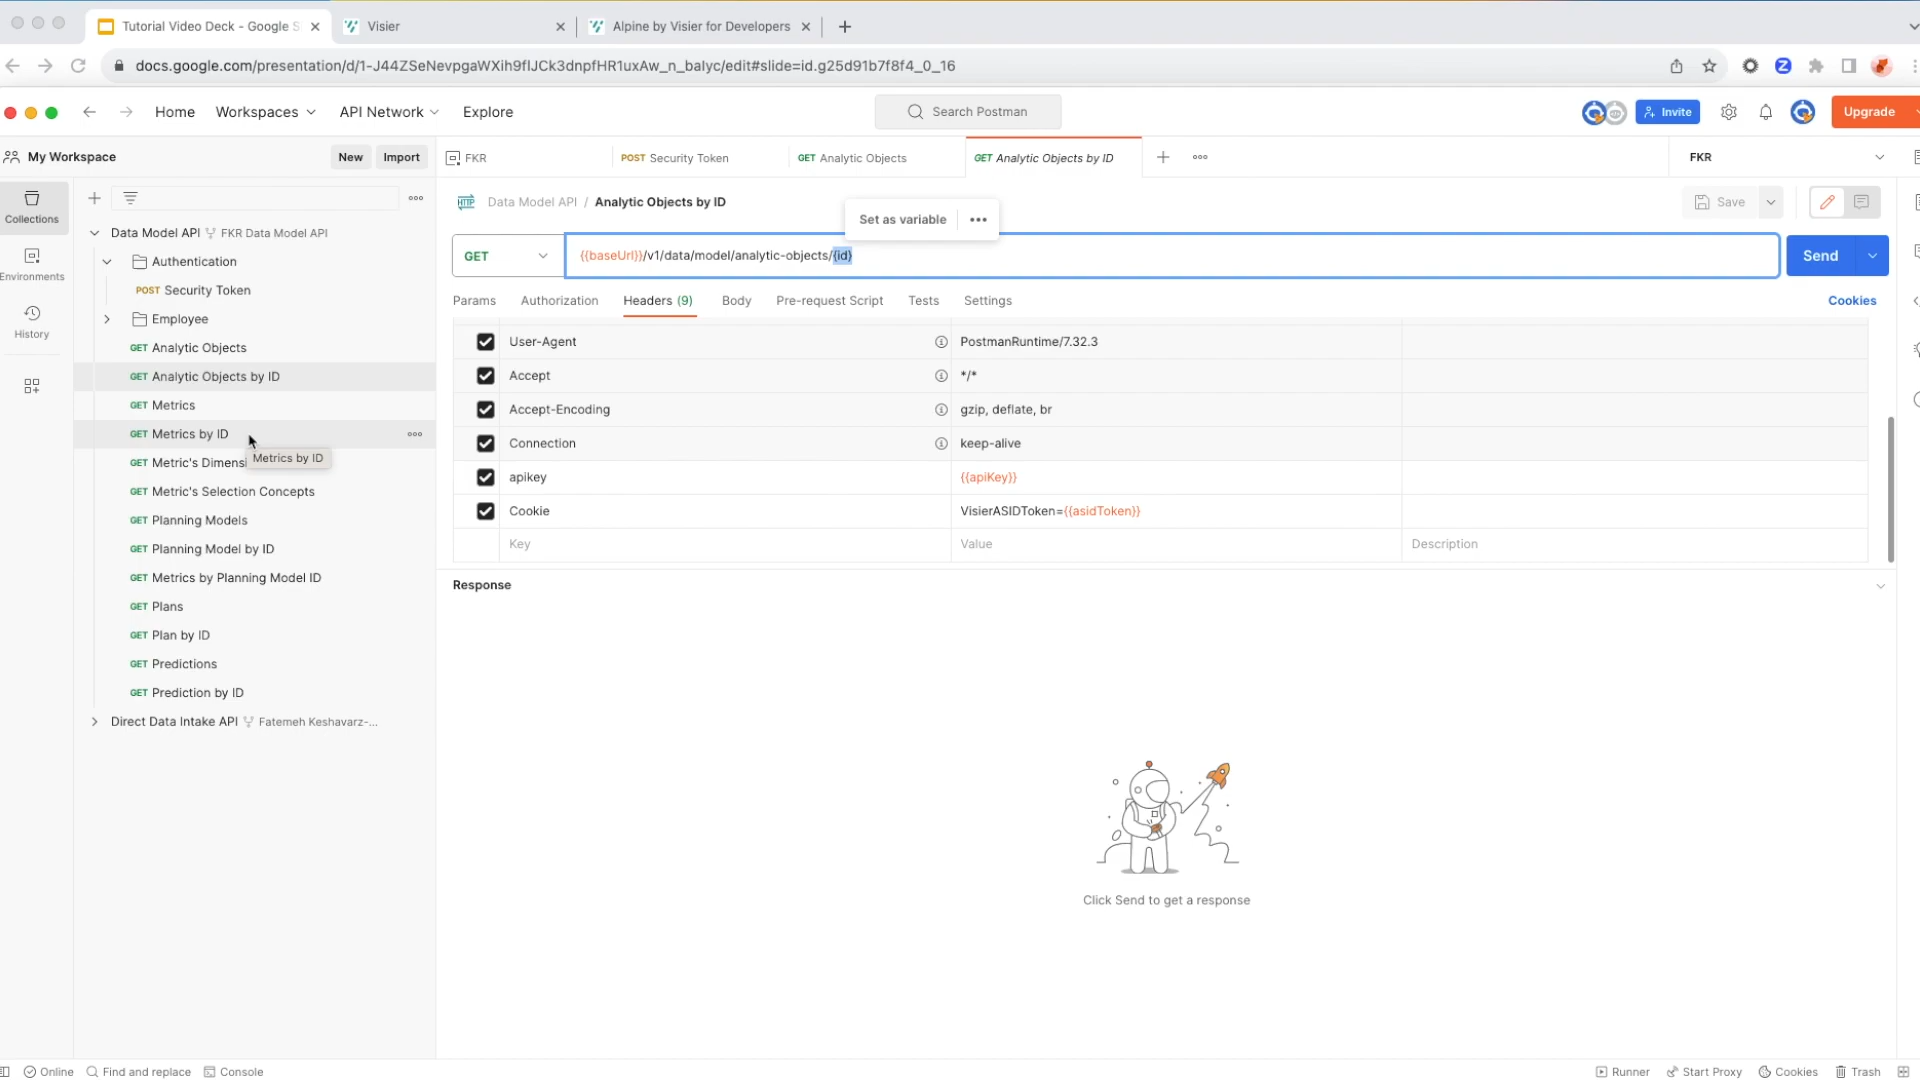 Tutorial Video Deck - Google S
Visier
Alpine by Visier for Developers
docs.google.com/presentation/d/1-J44ZSeNevpgaWXih9flJCk3dnpfHR1uxAw_n_balyc/edit#slide=id.g25d91b7f8f4_0_16
Home Workspaces API Network Explore
Search Postman
Invite
Upgrade
My Workspace
New Import
FKR
POST Security Token
GET Analytic Objects
GET Analytic Objects by ID
FKR
Collections
Environments
History
Data Model API FKR Data Model API
Authentication
POST Security Token
Employee
GET Analytic Objects
GET Analytic Objects by ID
GET Metrics
GET Metrics by ID
Metrics by ID
GET Metric's Dimensi
GET Metric's Selection Concepts
GET Planning Models
GET Planning Model by ID
GET Metrics by Planning Model ID
GET Plans
GET Plan by ID
GET Predictions
GET Prediction by ID
Direct Data Intake API Fatemeh Keshavarz-...
HTTP Data Model API / Analytic Objects by ID
Set as variable
Save
GET {{baseUrl}}/v1/data/model/analytic-objects/{id}
Send
Params Authorization Headers (9) Body Pre-request Script Tests Settings Cookies
User-Agent PostmanRuntime/7.32.3
Accept */*
Accept-Encoding gzip, deflate, br
Connection keep-alive
apikey {{apiKey}}
Cookie VisierASIDToken={{asidToken}}
Key Value Description
Response
Click Send to get a response
Online Find and replace Console
Runner Start Proxy Cookies Trash